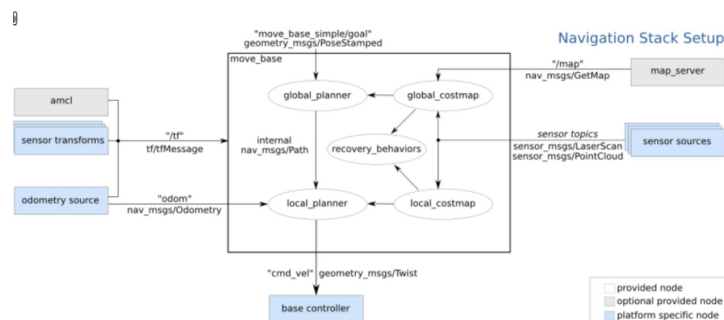 "move_base_simple/goal"
geometry_msgs/PoseStamped
Navigation Stack Setup
move_base
"/map"
nav_msgs/GetMap
map_server
amcl
global_planner
global_costmap
sensor transforms
"/tf"
tf/tfMessage
internal
nav_msgs/Path
recovery_behaviors
sensor topics
sensor_msgs/LaserScan
sensor_msgs/PointCloud
sensor sources
odometry source
"odom"
nav_msgs/Odometry
local_planner
local_costmap
"cmd_vel" geometry_msgs/Twist
base controller
provided node
optional provided node
platform specific node